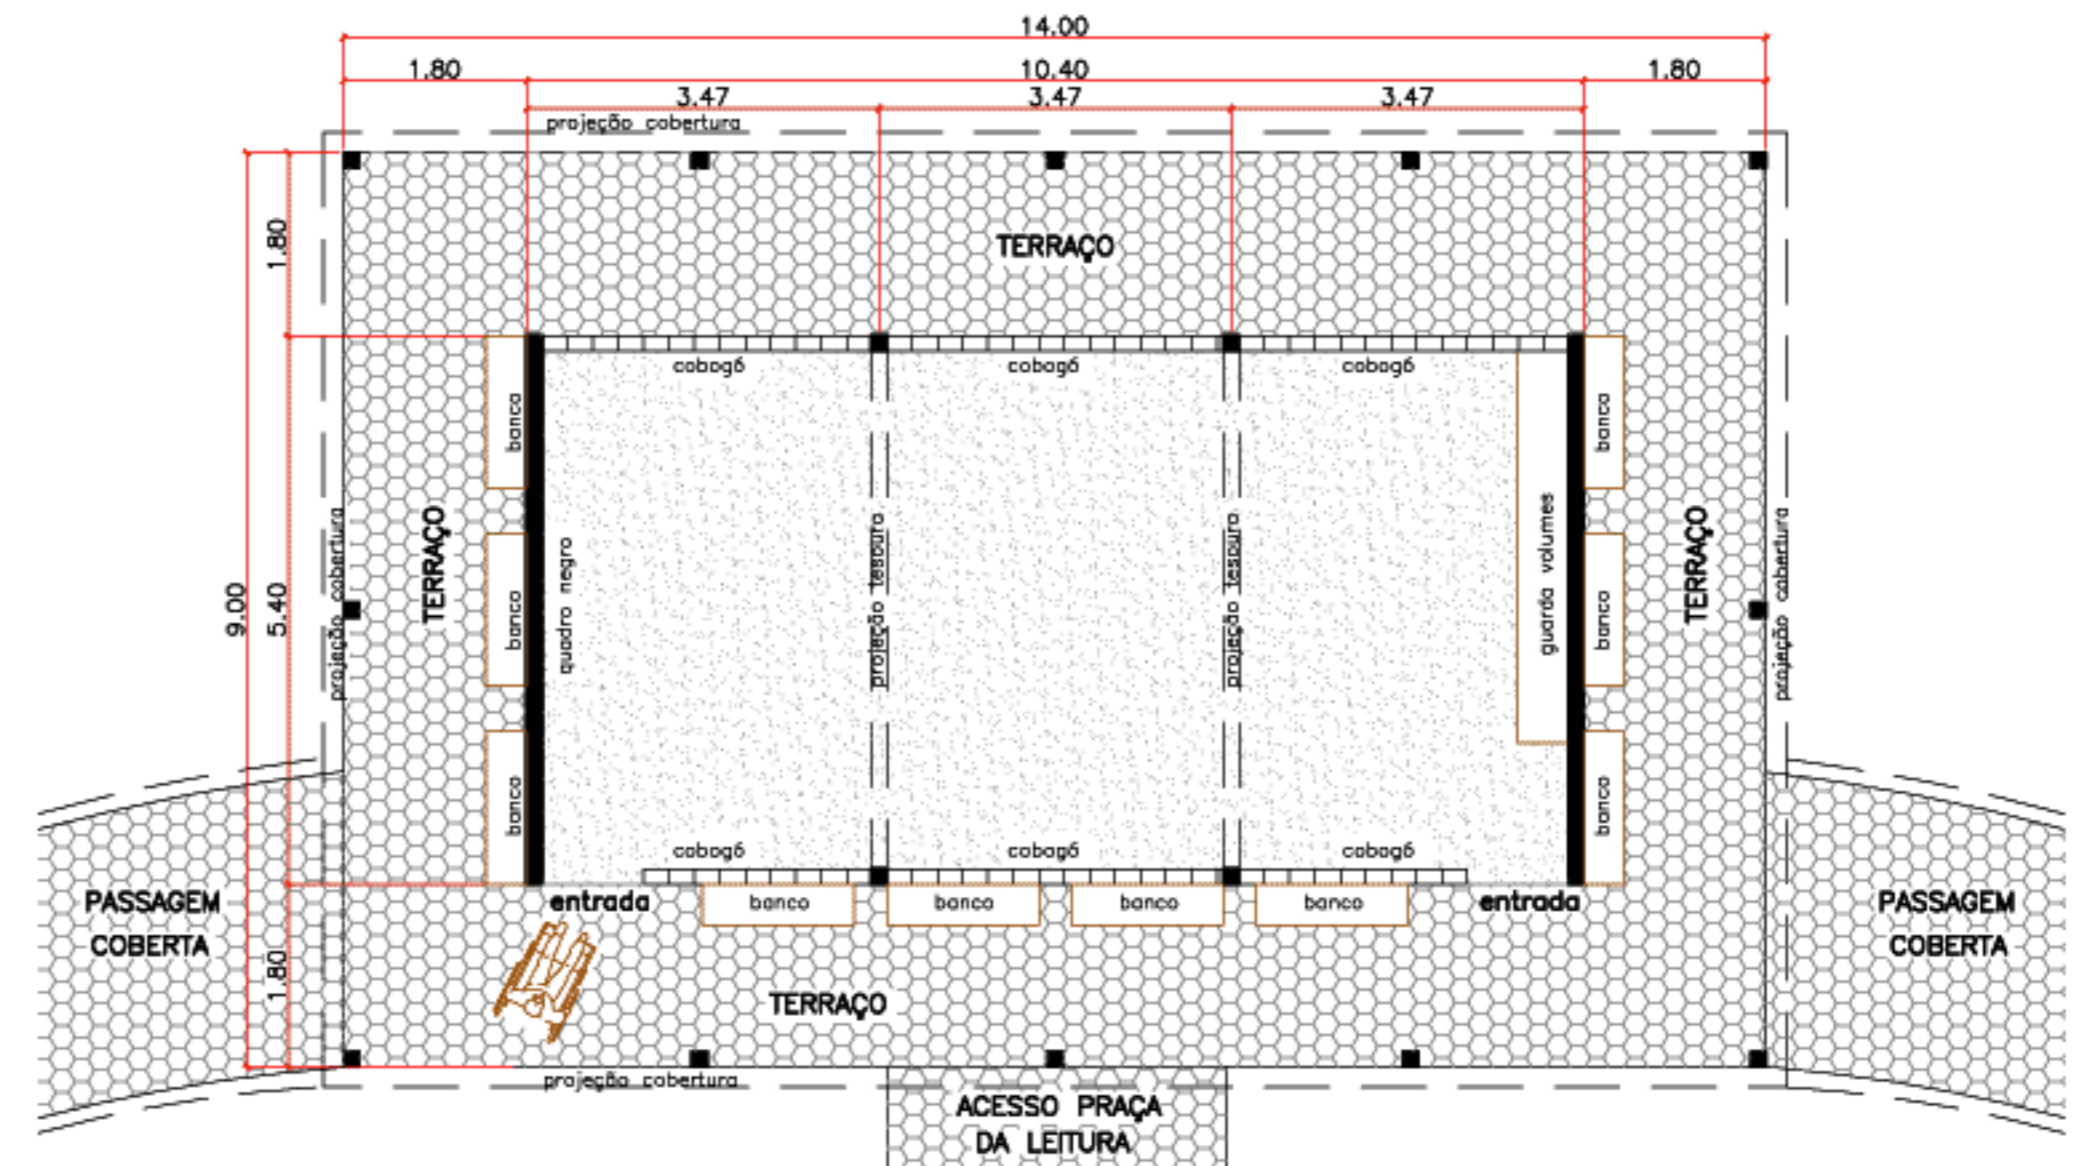 14.00
1.80 10.40 1.80
3.47 3.47 3.47
projeção cobertura
1.80
TERRAÇO
cobogó cobogó cobogó
banco
banco
TERRAÇO
projeção cobertura
9.00
5.40
banco
quadro negro
projeção tesoura
projeção tesoura
guarda volumes
banco
TERRAÇO
projeção cobertura
banco
banco
cobogó cobogó cobogó
entrada banco banco banco banco entrada
PASSAGEM
COBERTA
PASSAGEM
COBERTA
1.80
TERRAÇO
projeção cobertura
ACESSO PRAÇA
DA LEITURA